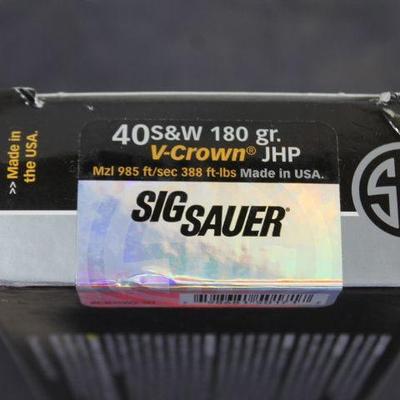 >> Made in
the USA.
40S&W 180 gr.
V-Crown® JHP
Mzl 985 ft/sec 388 ft-lbs Made in USA.
SIG SAUER®